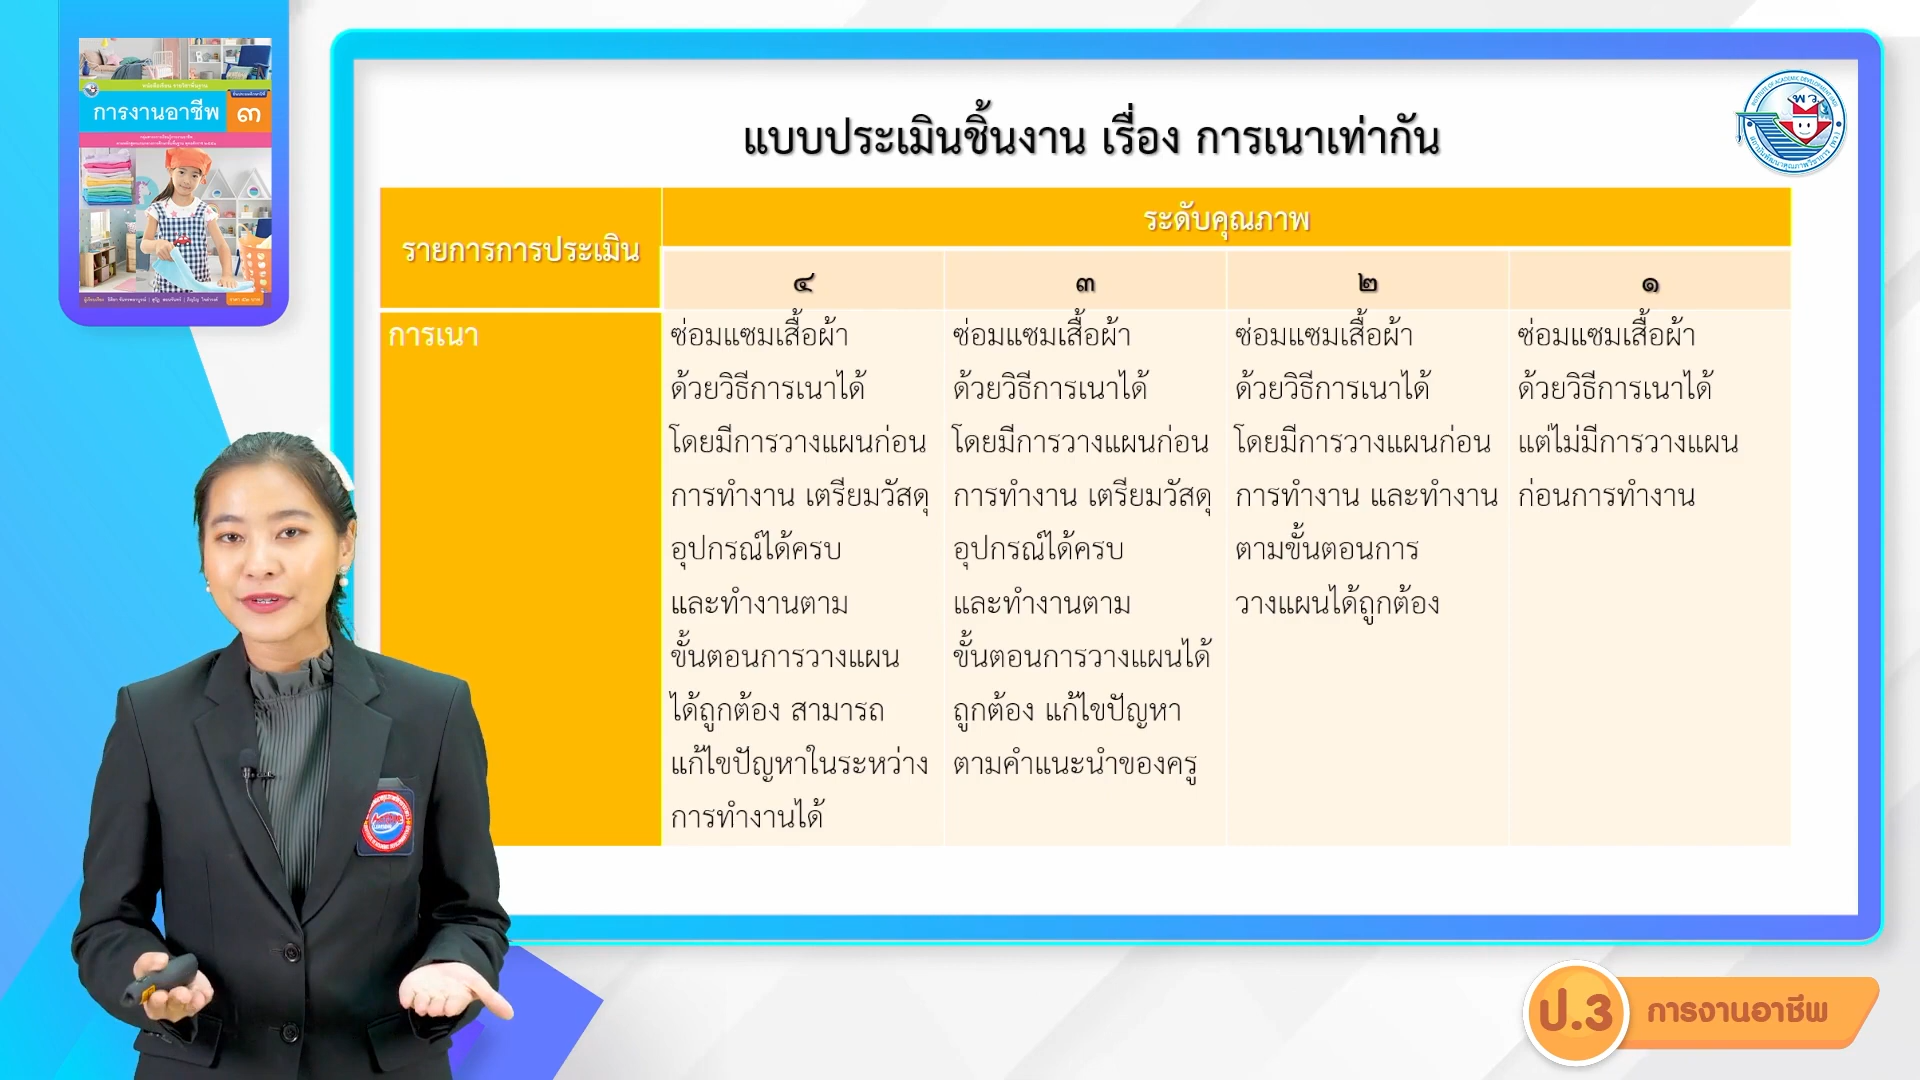 การงานอาชีพ ๓
แบบประเมินชิ้นงาน เรื่อง การเนาเท่ากัน
รายการการประเมิน
ระดับคุณภาพ
๔
๓
๒
๑
การเนา
ซ่อมแซมเสื้อผ้า
ด้วยวิธีการเนาได้
โดยมีการวางแผนก่อน
การทำงาน เตรียมวัสดุ
อุปกรณ์ได้ครบ
และทำงานตาม
ขั้นตอนการวางแผน
ได้ถูกต้อง สามารถ
แก้ไขปัญหาในระหว่าง
การทำงานได้
ซ่อมแซมเสื้อผ้า
ด้วยวิธีการเนาได้
โดยมีการวางแผนก่อน
การทำงาน เตรียมวัสดุ
อุปกรณ์ได้ครบ
และทำงานตาม
ขั้นตอนการวางแผนได้
ถูกต้อง แก้ไขปัญหา
ตามคำแนะนำของครู
ซ่อมแซมเสื้อผ้า
ด้วยวิธีการเนาได้
โดยมีการวางแผนก่อน
การทำงาน และทำงาน
ตามขั้นตอนการ
วางแผนได้ถูกต้อง
ซ่อมแซมเสื้อผ้า
ด้วยวิธีการเนาได้
แต่ไม่มีการวางแผน
ก่อนการทำงาน
พว
ป.3 การงานอาชีพ